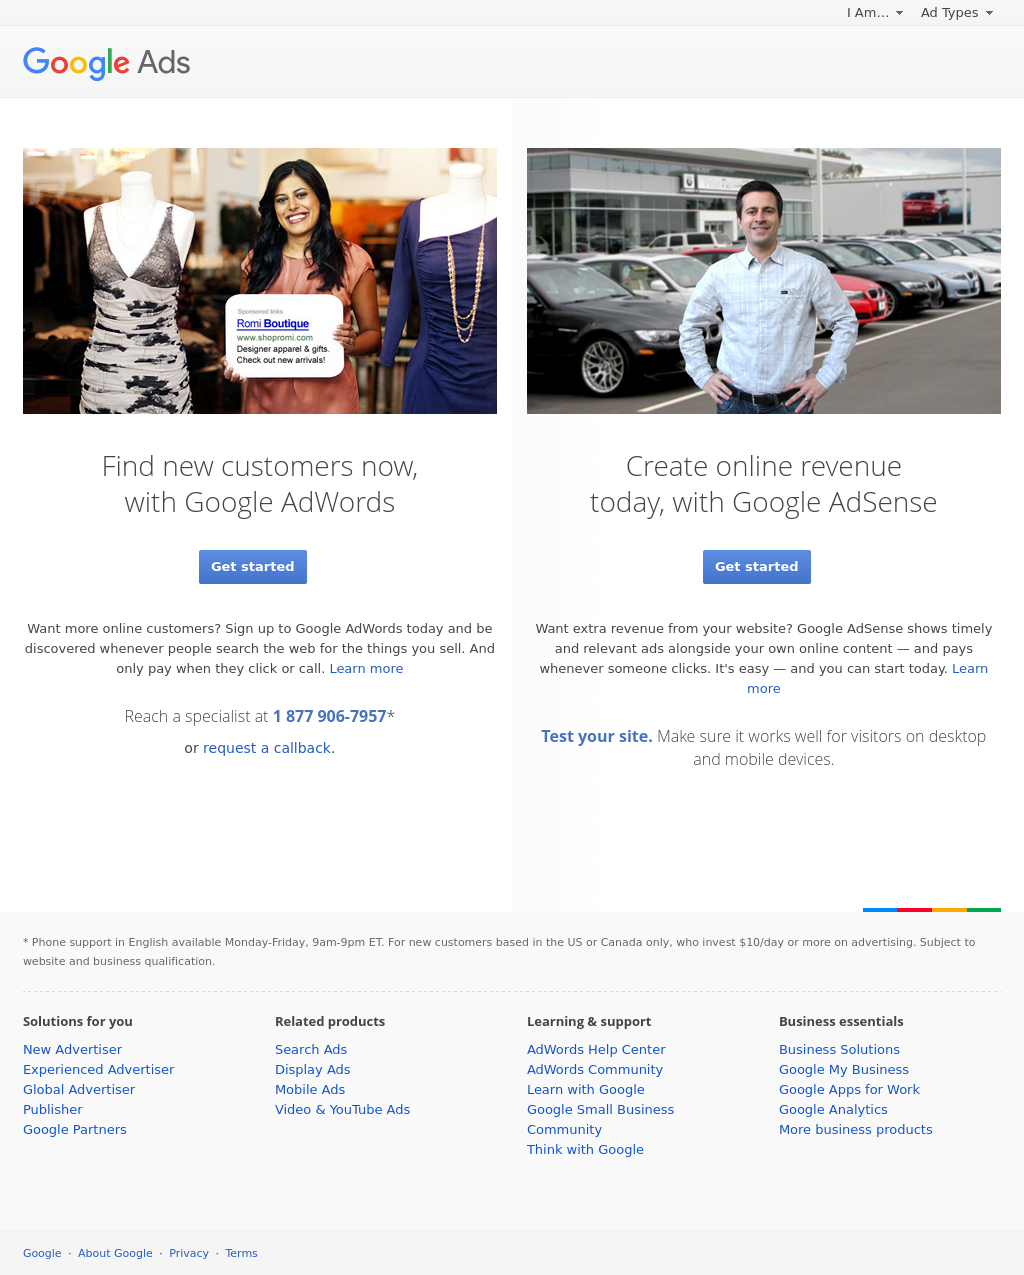 I Am...
Ad Types
Google Ads
Sponsored links
Romi Boutique
www.shopromi.com
Designer apparel & gifts.
Check out new arrivals!
Find new customers now,
with Google AdWords
Get started
Want more online customers? Sign up to Google AdWords today and be
discovered whenever people search the web for the things you sell. And
only pay when they click or call. Learn more
Reach a specialist at 1 877 906-7957*
or request a callback.
Create online revenue
today, with Google AdSense
Get started
Want extra revenue from your website? Google AdSense shows timely
and relevant ads alongside your own online content — and pays
whenever someone clicks. It's easy — and you can start today. Learn
more
Test your site. Make sure it works well for visitors on desktop
and mobile devices.
* Phone support in English available Monday-Friday, 9am-9pm ET. For new customers based in the US or Canada only, who invest $10/day or more on advertising. Subject to
website and business qualification.
Solutions for you
New Advertiser
Experienced Advertiser
Global Advertiser
Publisher
Google Partners
Related products
Search Ads
Display Ads
Mobile Ads
Video & YouTube Ads
Learning & support
AdWords Help Center
AdWords Community
Learn with Google
Google Small Business
Community
Think with Google
Business essentials
Business Solutions
Google My Business
Google Apps for Work
Google Analytics
More business products
Google · About Google · Privacy · Terms